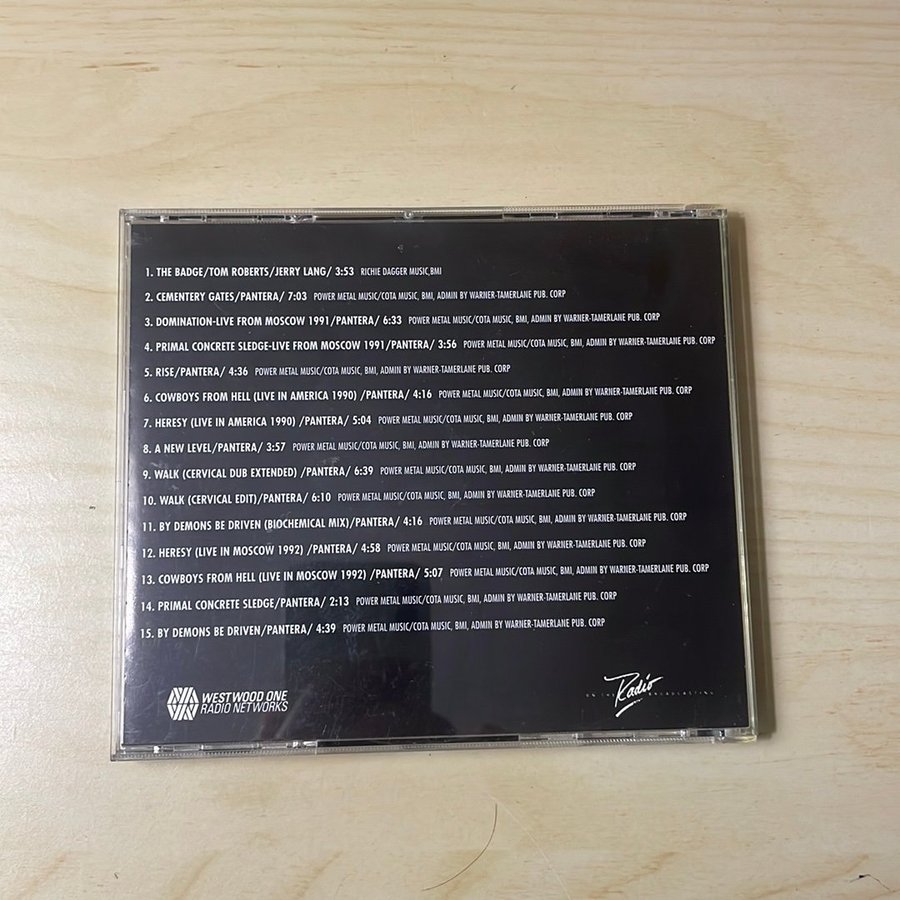 1. THE BADGE/TOM ROBERTS/JERRY LANG/ 3:53 RICHIE DAGGER MUSIC,BMI
2. CEMENTERY GATES/PANTERA/ 7:03 POWER METAL MUSIC/COTA MUSIC, BMI, ADMIN BY WARNER-TAMERLANE PUB. CORP
3. DOMINATION-LIVE FROM MOSCOW 1991/PANTERA/ 6:33 POWER METAL MUSIC/COTA MUSIC, BMI, ADMIN BY WARNER-TAMERLANE PUB. CORP
4. PRIMAL CONCRETE SLEDGE-LIVE FROM MOSCOW 1991/PANTERA/ 3:56 POWER METAL MUSIC/COTA MUSIC, BMI, ADMIN BY WARNER-TAMERLANE PUB. CORP
5. RISE/PANTERA/ 4:36 POWER METAL MUSIC/COTA MUSIC, BMI, ADMIN BY WARNER-TAMERLANE PUB. CORP
6. COWBOYS FROM HELL (LIVE IN AMERICA 1990) /PANTERA/ 4:16 POWER METAL MUSIC/COTA MUSIC, BMI, ADMIN BY WARNER-TAMERLANE PUB. CORP
7. HERESY (LIVE IN AMERICA 1990) /PANTERA/ 5:04 POWER METAL MUSIC/COTA MUSIC, BMI, ADMIN BY WARNER-TAMERLANE PUB. CORP
8. A NEW LEVEL/PANTERA/ 3:57 POWER METAL MUSIC/COTA MUSIC, BMI, ADMIN BY WARNER-TAMERLANE PUB. CORP
9. WALK (CERVICAL DUB EXTENDED) /PANTERA/ 6:39 POWER METAL MUSIC/COTA MUSIC, BMI, ADMIN BY WARNER-TAMERLANE PUB. CORP
10. WALK (CERVICAL EDIT)/PANTERA/ 6:10 POWER METAL MUSIC/COTA MUSIC, BMI, ADMIN BY WARNER-TAMERLANE PUB. CORP
11. BY DEMONS BE DRIVEN (BIOCHEMICAL MIX)/PANTERA/ 4:16 POWER METAL MUSIC/COTA MUSIC, BMI, ADMIN BY WARNER-TAMERLANE PUB. CORP
12. HERESY (LIVE IN MOSCOW 1992) /PANTERA/ 4:58 POWER METAL MUSIC/COTA MUSIC, BMI, ADMIN BY WARNER-TAMERLANE PUB. CORP
13. COWBOYS FROM HELL (LIVE IN MOSCOW 1992) /PANTERA/ 5:07 POWER METAL MUSIC/COTA MUSIC, BMI, ADMIN BY WARNER-TAMERLANE PUB. CORP
14. PRIMAL CONCRETE SLEDGE/PANTERA/ 2:13 POWER METAL MUSIC/COTA MUSIC, BMI, ADMIN BY WARNER-TAMERLANE PUB. CORP
15. BY DEMONS BE DRIVEN/PANTERA/ 4:39 POWER METAL MUSIC/COTA MUSIC, BMI, ADMIN BY WARNER-TAMERLANE PUB. CORP
WESTWOOD ONE
RADIO NETWORKS
ON THE Radio BROADCASTING